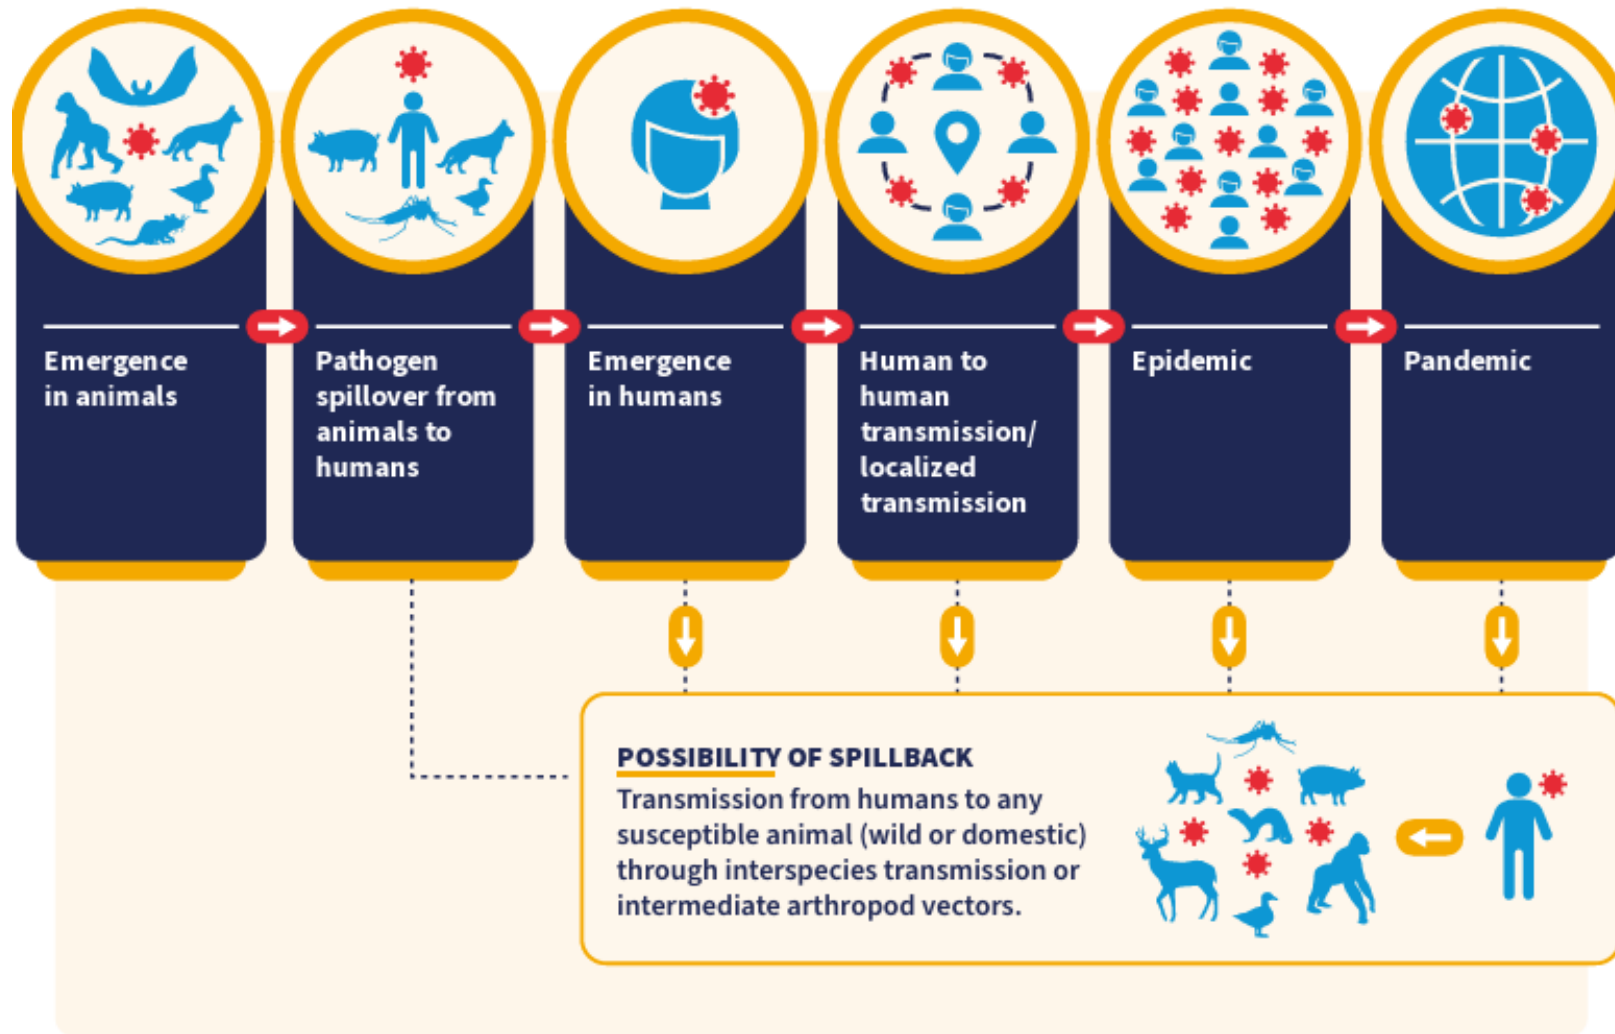 Emergence
in animals
Pathogen
spillover from
animals to
humans
Emergence
in humans
Human to
human
transmission/
localized
transmission
Epidemic
Pandemic
POSSIBILITY OF SPILLBACK
Transmission from humans to any
susceptible animal (wild or domestic)
through interspecies transmission or
intermediate arthropod vectors.